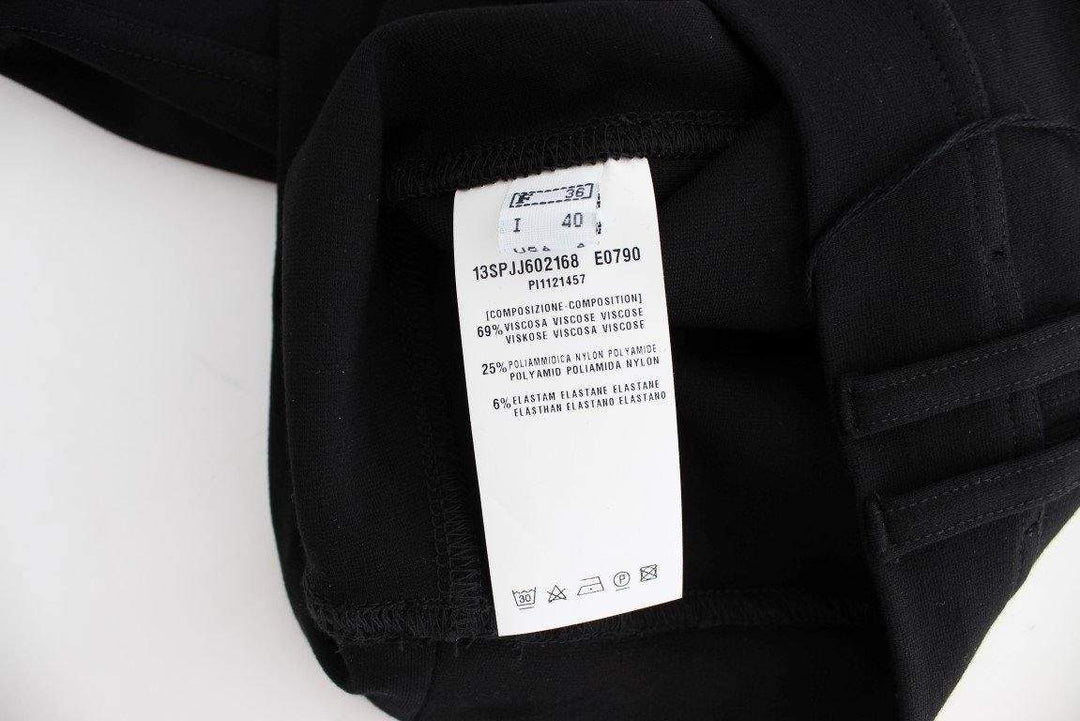 F 36
I 40
USA
13SPJJ602168 E0790
PI1121457
[COMPOSIZIONE-COMPOSITION]
69% VISCOSA VISCOSE VISCOSE
VISKOSE VISCOSA VISCOSE
25% POLIAMMIDICA NYLON POLYAMIDE
POLYAMID POLIAMIDA NYLON
6% ELASTAM ELASTANE ELASTANE
ELASTHAN ELASTANO ELASTANO
30 P